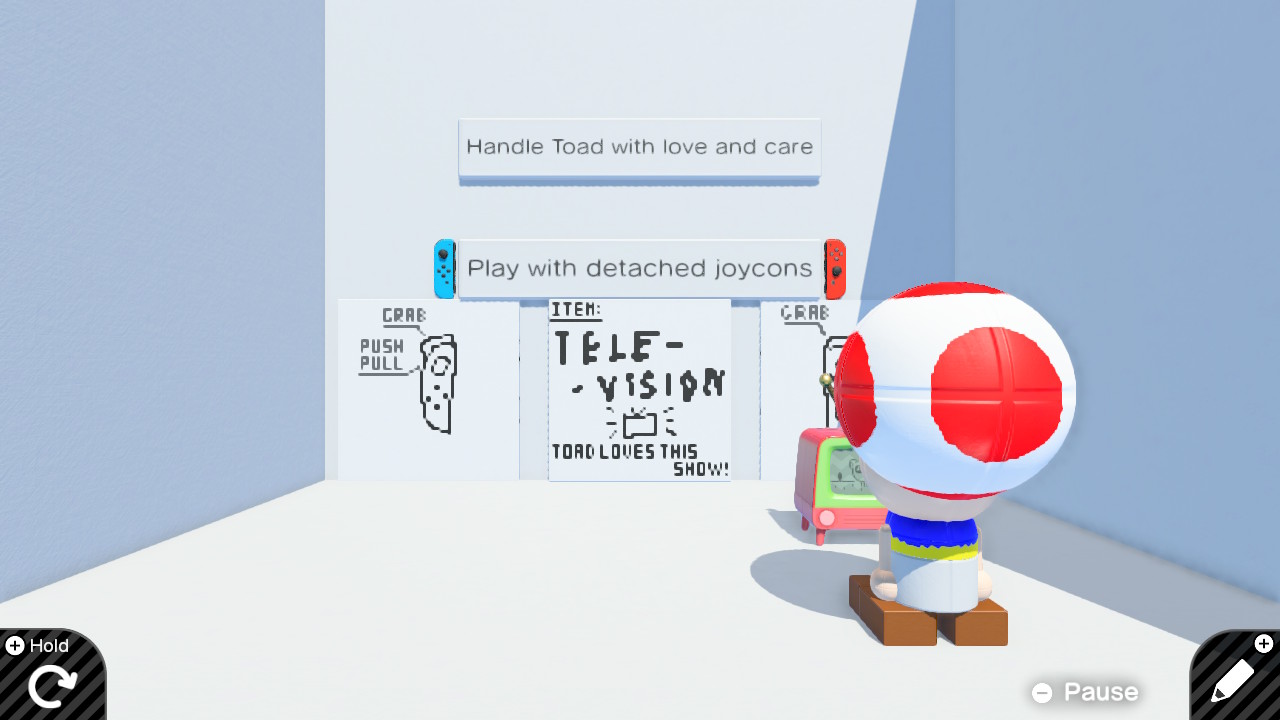 Handle Toad with love and care
Play with detached joycons
GRAB
PUSH
PULL
ITEM:
TELE-
-VISION
TOAD LOVES THIS
SHOW!
GRAB
Hold
Pause